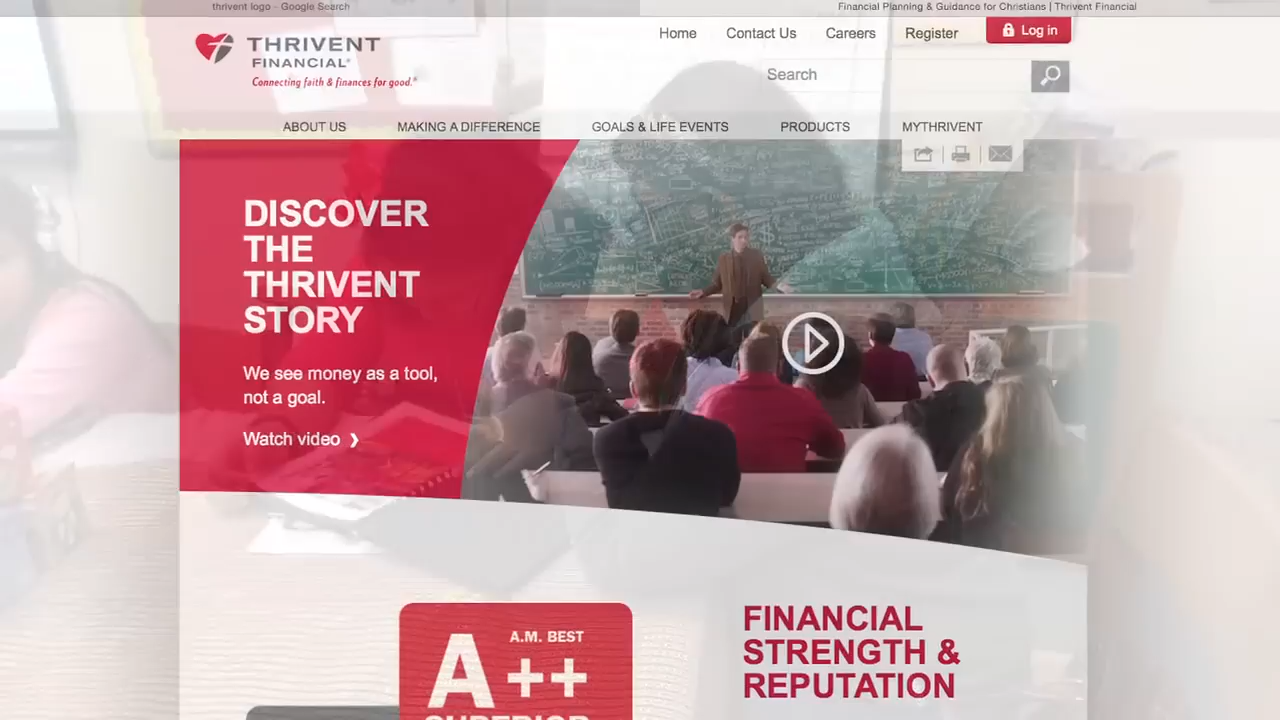 thrivent logo - Google Search
Financial Planning & Guidance for Christians | Thrivent Financial
THRIVENT
FINANCIAL®
Connecting faith & finances for good.®
Home
Contact Us
Careers
Register
Log in
Search
ABOUT US
MAKING A DIFFERENCE
GOALS & LIFE EVENTS
PRODUCTS
MYTHRIVENT
DISCOVER
THE
THRIVENT
STORY
We see money as a tool,
not a goal.
Watch video
A.M. BEST
A++
SUPERIOR
FINANCIAL
STRENGTH &
REPUTATION